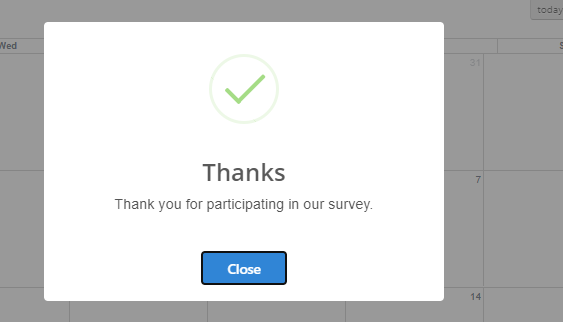 today
Wed
S
31
Thanks
Thank you for participating in our survey.
7
Close
14